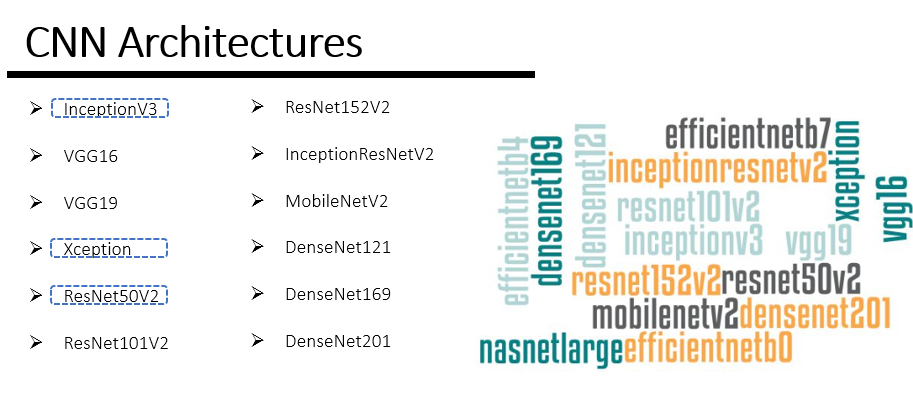 CNN Architectures
InceptionV3
VGG16
VGG19
Xception
ResNet50V2
ResNet101V2
ResNet152V2
InceptionResNetV2
MobileNetV2
DenseNet121
DenseNet169
DenseNet201
efficientnetb4
densenet169
densenet121
efficientnetb7
inceptionresnetv2
xception
vgg16
resnet101v2
inceptionv3
vgg19
resnet152v2
resnet50v2
mobilenetv2
densenet201
nasnetlarge
efficientnetb0